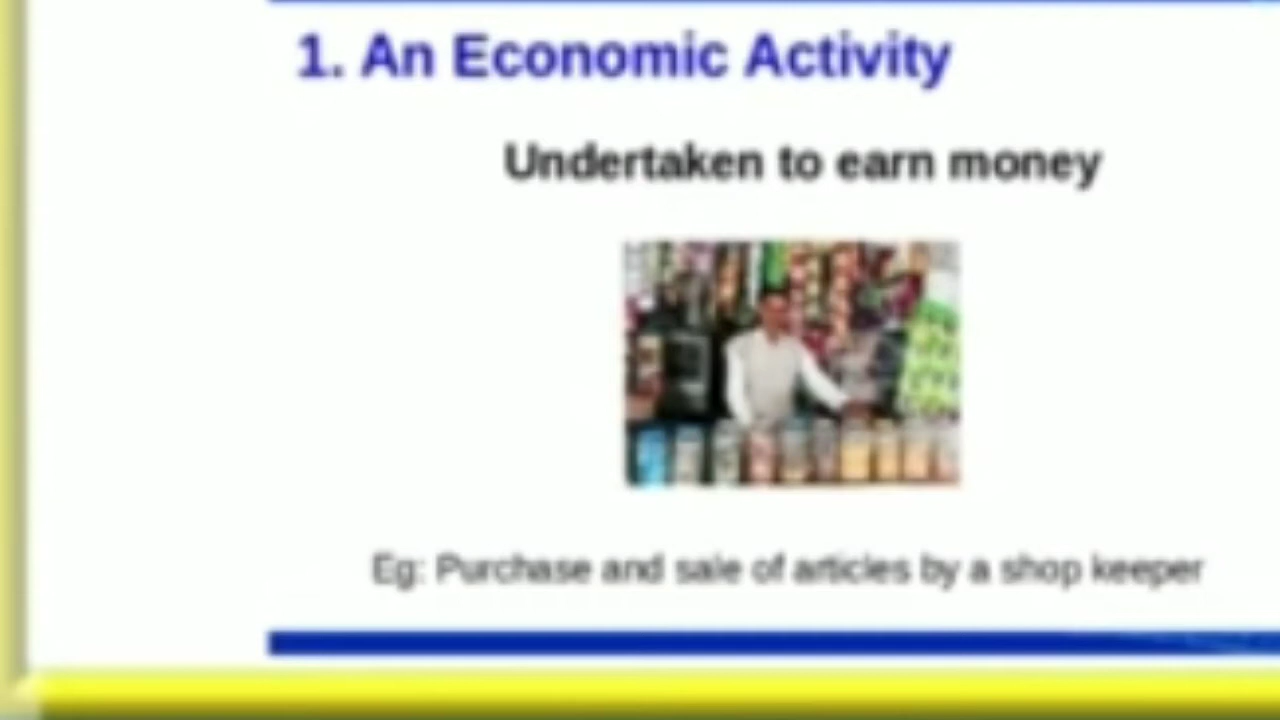 1. An Economic Activity
Undertaken to earn money
Eg: Purchase and sale of articles by a shop keeper